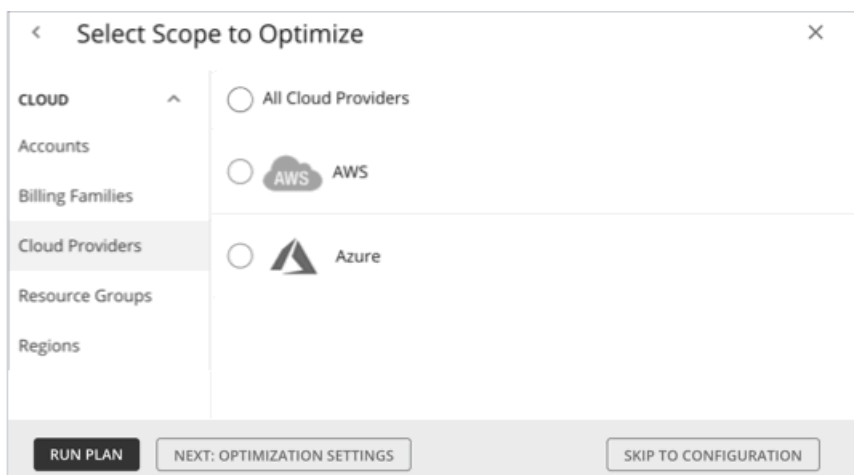 Select Scope to Optimize
CLOUD
Accounts
Billing Families
Cloud Providers
Resource Groups
Regions
All Cloud Providers
AWS AWS
Azure
RUN PLAN
NEXT: OPTIMIZATION SETTINGS
SKIP TO CONFIGURATION